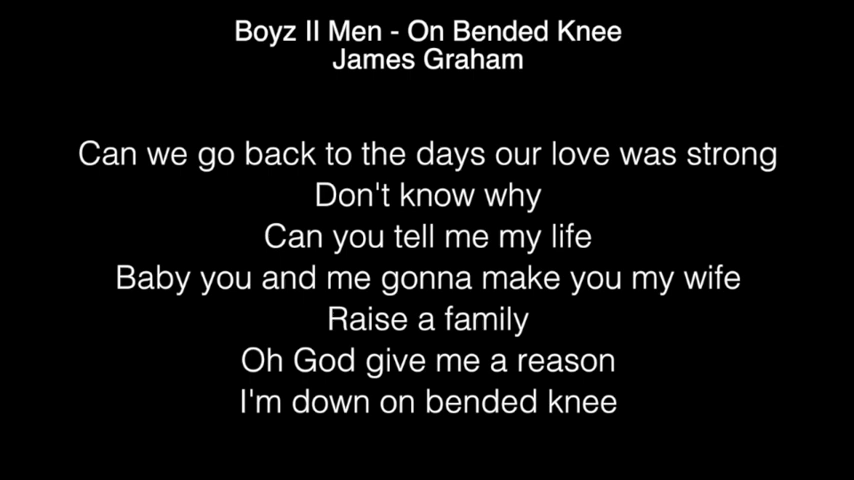 Boyz II Men - On Bended Knee
James Graham
Can we go back to the days our love was strong
Don't know why
Can you tell me my life
Baby you and me gonna make you my wife
Raise a family
Oh God give me a reason
I'm down on bended knee